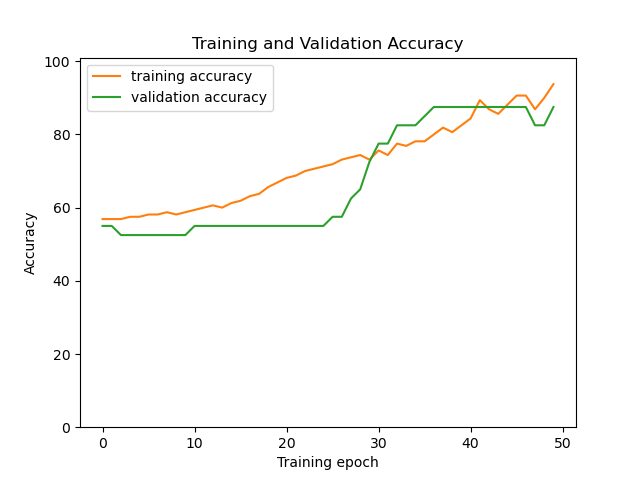 Training and Validation Accuracy
training accuracy
validation accuracy
100
80
60
40
20
0
Accuracy
0 10 20 30 40 50
Training epoch